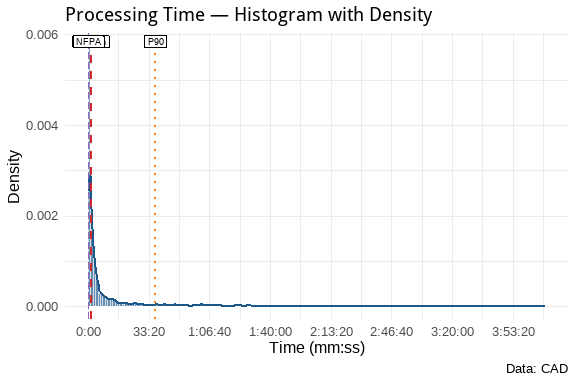 Processing Time — Histogram with Density
0.006
NFPA
P90
0.004
0.002
0.000
Density
0:00 33:20 1:06:40 1:40:00 2:13:20 2:46:40 3:20:00 3:53:20
Time (mm:ss)
Data: CAD